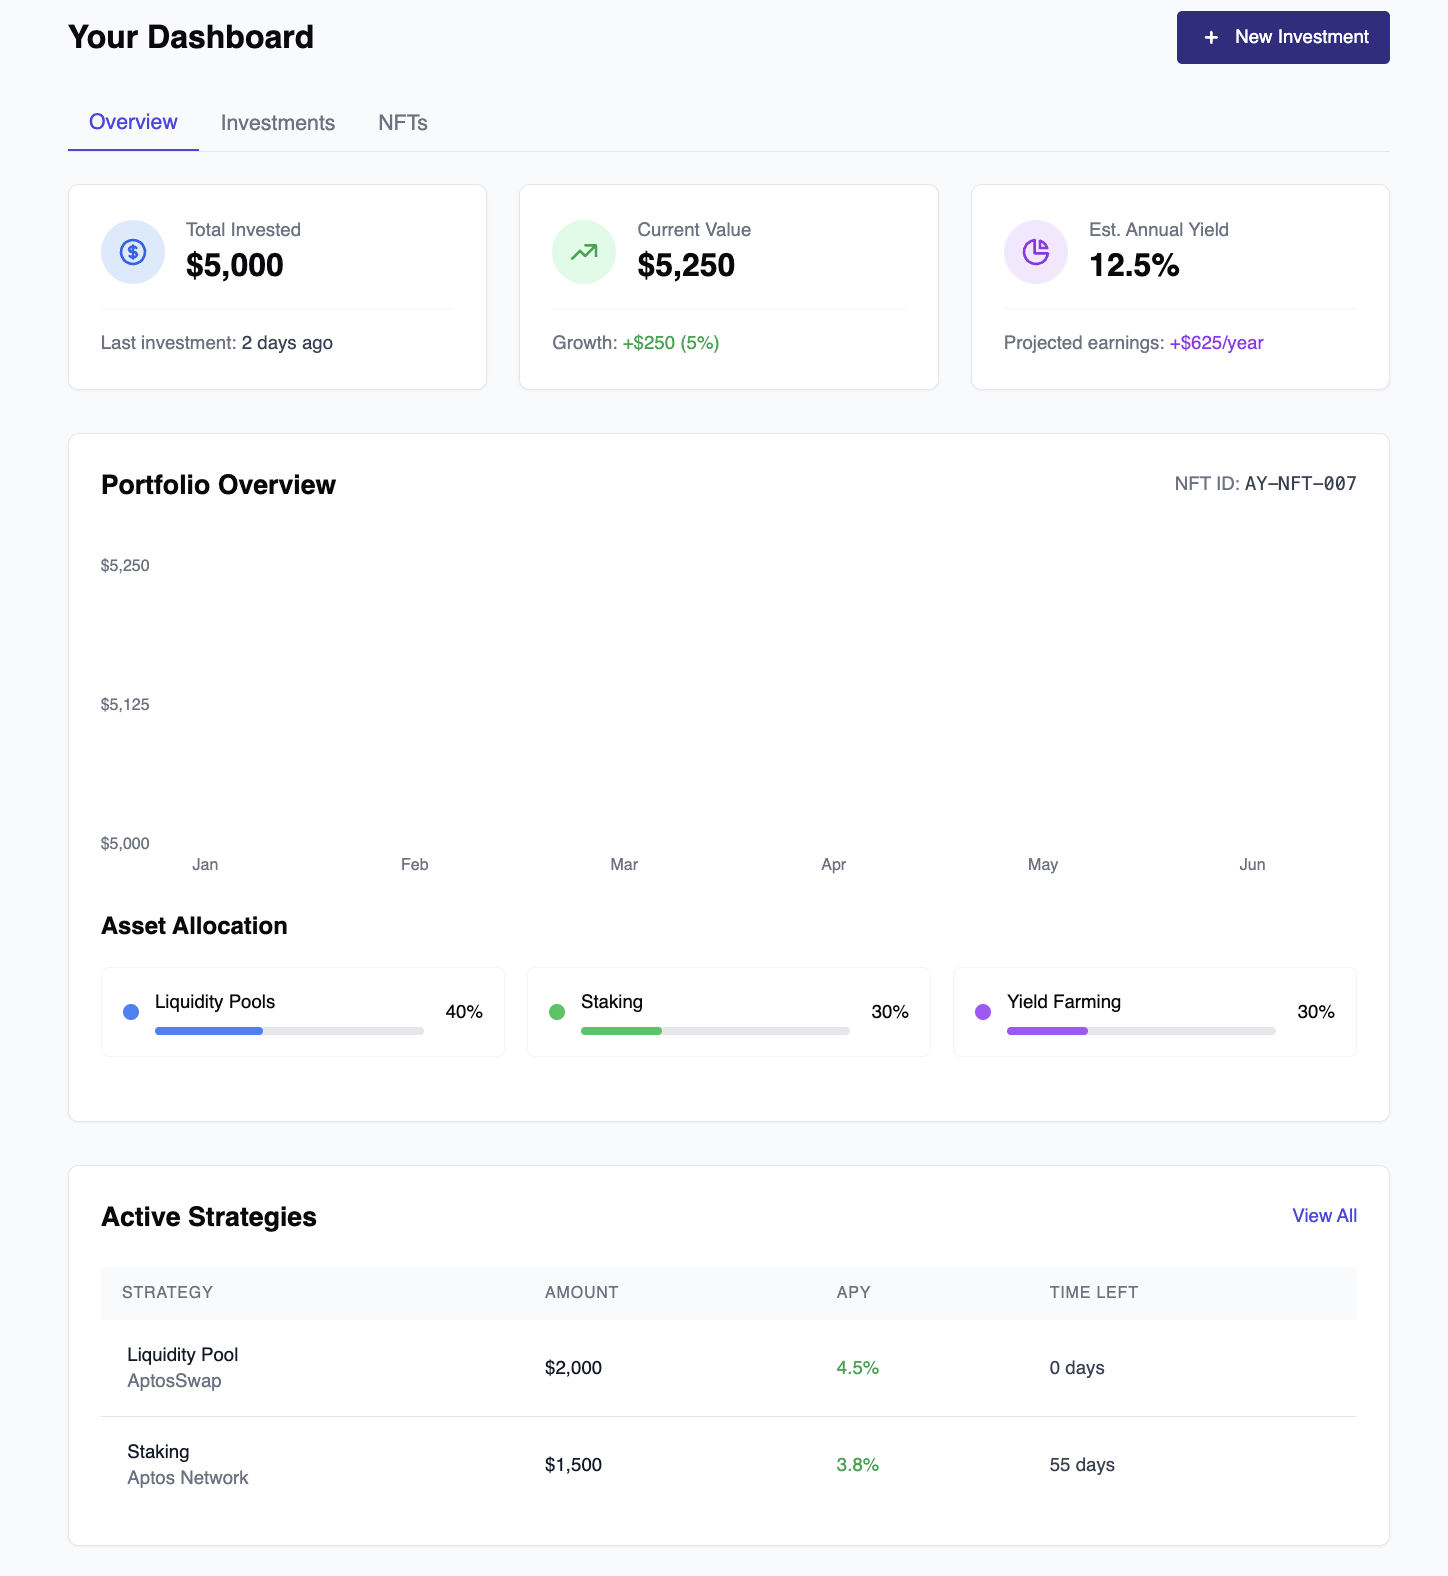 Your Dashboard
+ New Investment
Overview Investments NFTs
Total Invested
$5,000
Last investment: 2 days ago
Current Value
$5,250
Growth: +$250 (5%)
Est. Annual Yield
12.5%
Projected earnings: +$625/year
Portfolio Overview
NFT ID: AY-NFT-007
$5,250
$5,125
$5,000
Jan Feb Mar Apr May Jun
Asset Allocation
Liquidity Pools
40%
Staking
30%
Yield Farming
30%
Active Strategies
View All
STRATEGY AMOUNT APY TIME LEFT
Liquidity Pool
AptosSwap
$2,000 4.5% 0 days
Staking
Aptos Network
$1,500 3.8% 55 days